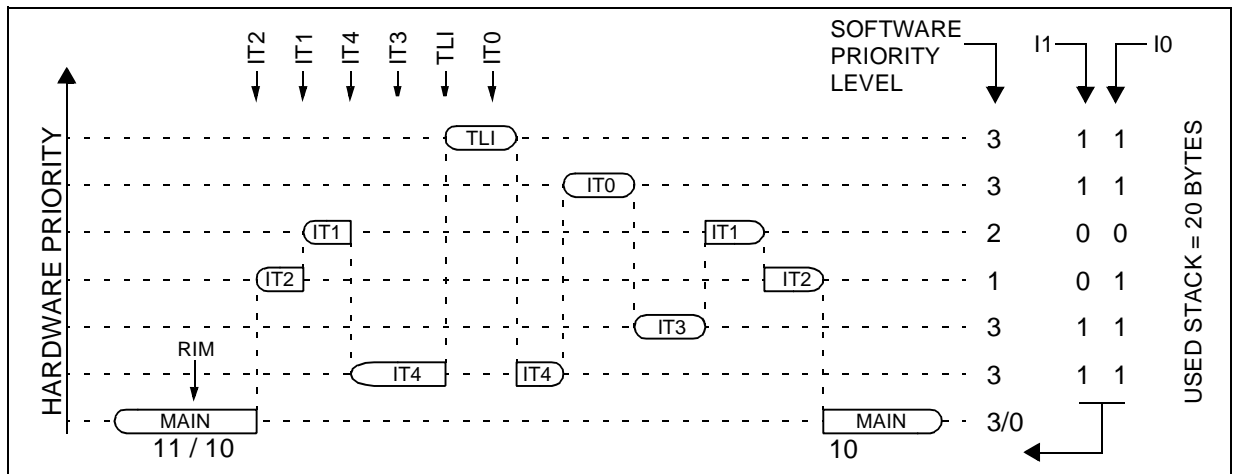 IT2
IT1
IT4
IT3
TLI
IT0
SOFTWARE
PRIORITY
LEVEL
I1
I0
HARDWARE PRIORITY
TLI
3
1 1
IT0
3
1 1
IT1
IT1
2
0 0
IT2
IT2
1
0 1
IT3
3
1 1
RIM
IT4
IT4
3
1 1
MAIN
MAIN
3/0
11 / 10
10
USED STACK = 20 BYTES